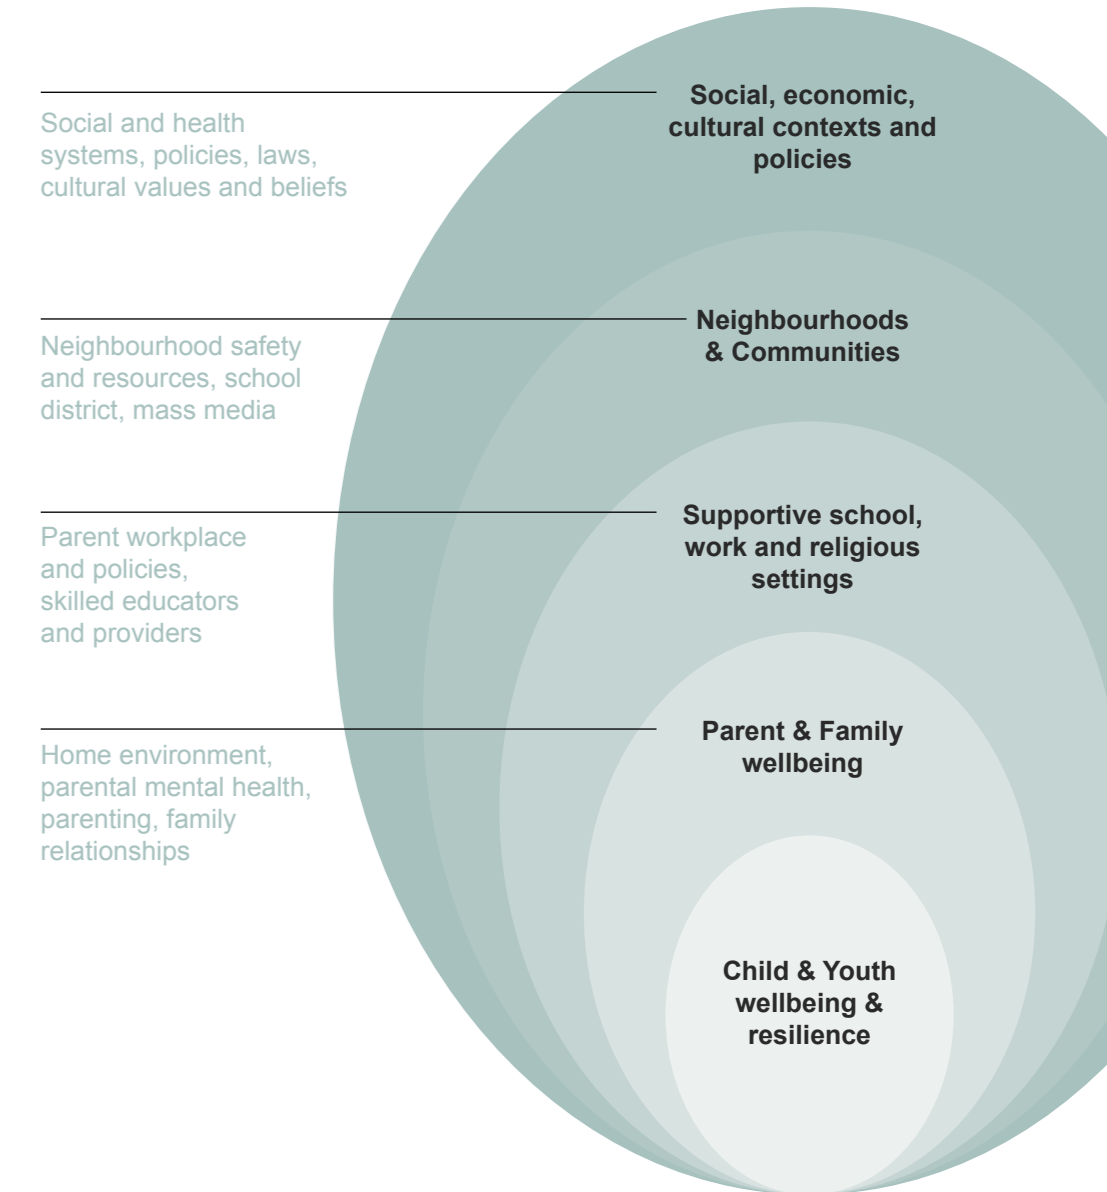 Social, economic,
cultural contexts and
policies
Social and health
systems, policies, laws,
cultural values and beliefs
Neighbourhoods
& Communities
Neighbourhood safety
and resources, school
district, mass media
Supportive school,
work and religious
settings
Parent workplace
and policies,
skilled educators
and providers
Parent & Family
wellbeing
Home environment,
parental mental health,
parenting, family
relationships
Child & Youth
wellbeing &
resilience